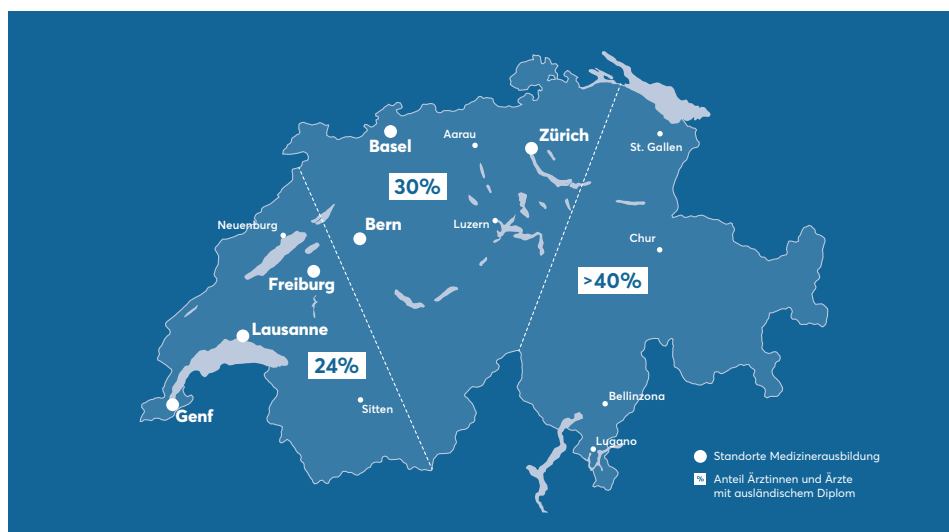 Basel
Aarau
Zürich
St. Gallen
30%
Neuenburg
Bern
Luzern
Chur
Freiburg
>40%
Lausanne
24%
Genf
Sitten
Bellinzona
Lugano
Standorte Medizinerausbildung
% Anteil Ärztinnen und Ärzte
mit ausländischem Diplom